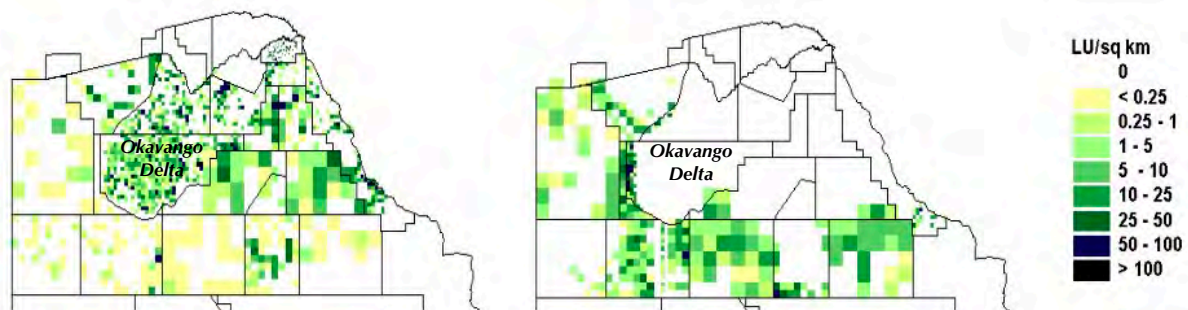 Okavango
Delta
Okavango
Delta
LU/sq km
0
< 0.25
0.25 - 1
1 - 5
5 - 10
10 - 25
25 - 50
50 - 100
> 100